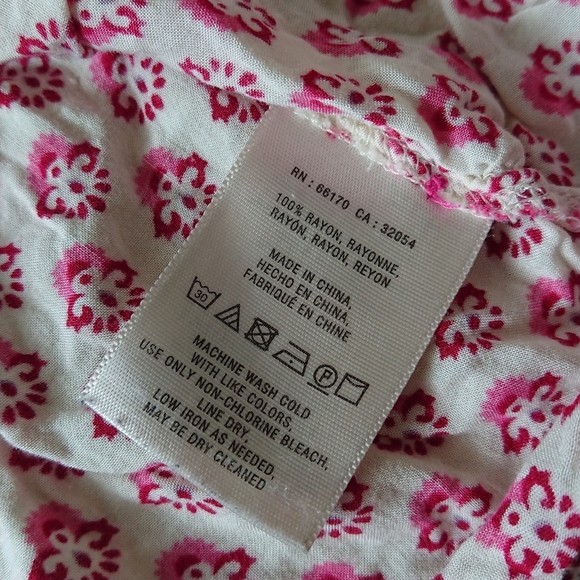 RN : 66170 CA : 32054
100% RAYON, RAYONNE,
RAYÓN, RAYON, REYON
MADE IN CHINA,
HECHO EN CHINA,
FABRIQUÉ EN CHINE
30 P
MACHINE WASH COLD
WITH LIKE COLORS,
LINE DRY,
USE ONLY NON-CHLORINE BLEACH,
LOW IRON AS NEEDED,
MAY BE DRY CLEANED